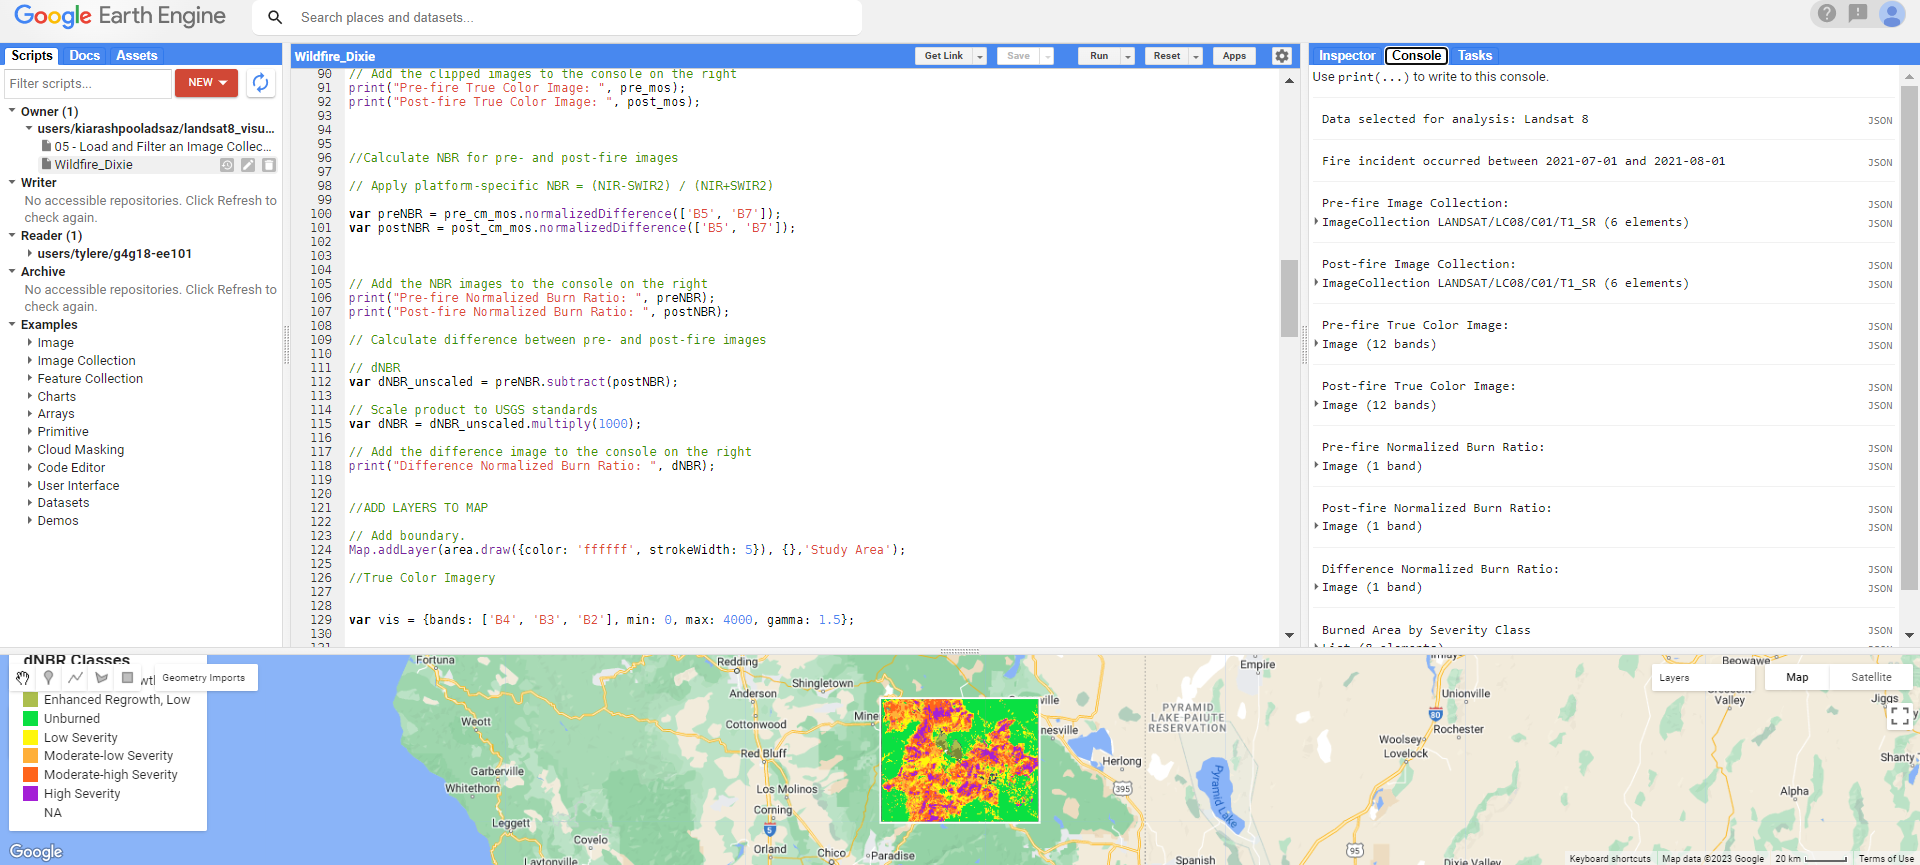 Google Earth Engine
Search places and datasets...
Scripts Docs Assets
Filter scripts...
NEW
Owner (1)
users/kiarashpooladsaz/landsat8_visu...
05 - Load and Filter an Image Collec...
Wildfire_Dixie
Writer
No accessible repositories. Click Refresh to
check again.
Reader (1)
users/tylere/g4g18-ee101
Archive
No accessible repositories. Click Refresh to
check again.
Examples
Image
Image Collection
Feature Collection
Charts
Arrays
Primitive
Cloud Masking
Code Editor
User Interface
Datasets
Demos
Wildfire_Dixie
Get Link Save Run Reset Apps
90 // Add the clipped images to the console on the right
91 print("Pre-fire True Color Image: ", pre_mos);
92 print("Post-fire True Color Image: ", post_mos);
93
94
95
96 //Calculate NBR for pre- and post-fire images
97
98 // Apply platform-specific NBR = (NIR-SWIR2) / (NIR+SWIR2)
99
100 var preNBR = pre_cm_mos.normalizedDifference(['B5', 'B7']);
101 var postNBR = post_cm_mos.normalizedDifference(['B5', 'B7']);
102
103
104
105 // Add the NBR images to the console on the right
106 print("Pre-fire Normalized Burn Ratio: ", preNBR);
107 print("Post-fire Normalized Burn Ratio: ", postNBR);
108
109 // Calculate difference between pre- and post-fire images
110
111 // dNBR
112 var dNBR_unscaled = preNBR.subtract(postNBR);
113
114 // Scale product to USGS standards
115 var dNBR = dNBR_unscaled.multiply(1000);
116
117 // Add the difference image to the console on the right
118 print("Difference Normalized Burn Ratio: ", dNBR);
119
120
121 //ADD LAYERS TO MAP
122
123 // Add boundary.
124 Map.addLayer(area.draw({color: 'ffffff', strokeWidth: 5}), {},'Study Area');
125
126 //True Color Imagery
127
128
129 var vis = {bands: ['B4', 'B3', 'B2'], min: 0, max: 4000, gamma: 1.5};
130
Inspector Console Tasks
Use print(...) to write to this console.
Data selected for analysis: Landsat 8 JSON
Fire incident occurred between 2021-07-01 and 2021-08-01 JSON
Pre-fire Image Collection: JSON
ImageCollection LANDSAT/LC08/C01/T1_SR (6 elements) JSON
Post-fire Image Collection: JSON
ImageCollection LANDSAT/LC08/C01/T1_SR (6 elements) JSON
Pre-fire True Color Image: JSON
Image (12 bands) JSON
Post-fire True Color Image: JSON
Image (12 bands) JSON
Pre-fire Normalized Burn Ratio: JSON
Image (1 band) JSON
Post-fire Normalized Burn Ratio: JSON
Image (1 band) JSON
Difference Normalized Burn Ratio: JSON
Image (1 band) JSON
Burned Area by Severity Class JSON
dNBR Classes
Geometry Imports
Enhanced Regrowth, Low
Unburned
Low Severity
Moderate-low Severity
Moderate-high Severity
High Severity
NA
Google
Fortuna
Weott
Garberville
Whitethorn
Leggett
Covelo
Laytonville
Redding
Anderson
Shingletown
Cottonwood
Red Bluff
Los Molinos
Corning
5
Orland
Chico
Paradise
Herlong
395
PYRAMID
LAKE PAIUTE
RESERVATION
Pyramid Lake
Empire
Spanish
95
Woolsey
Lovelock
80
Rochester
Unionville
Beowawe
Crescent
Valley
Jiggs
Shanty
Alpha
Dixie Valley
Layers
Map Satellite
Keyboard shortcuts Map data ©2023 Google 20 km Terms of Use